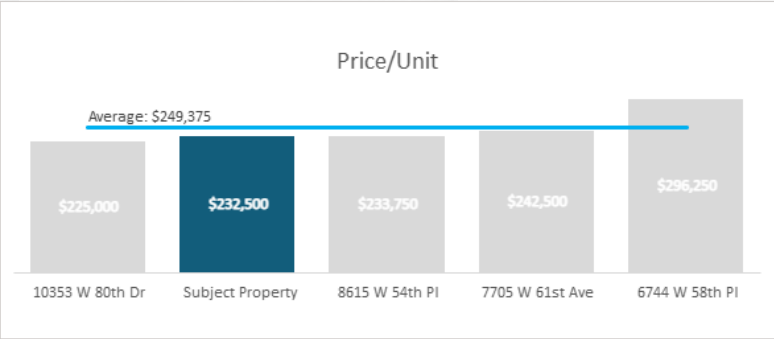 Price/Unit
Average: $249,375
$225,000
$232,500
$233,750
$242,500
$296,250
10353 W 80th Dr
Subject Property
8615 W 54th Pl
7705 W 61st Ave
6744 W 58th Pl